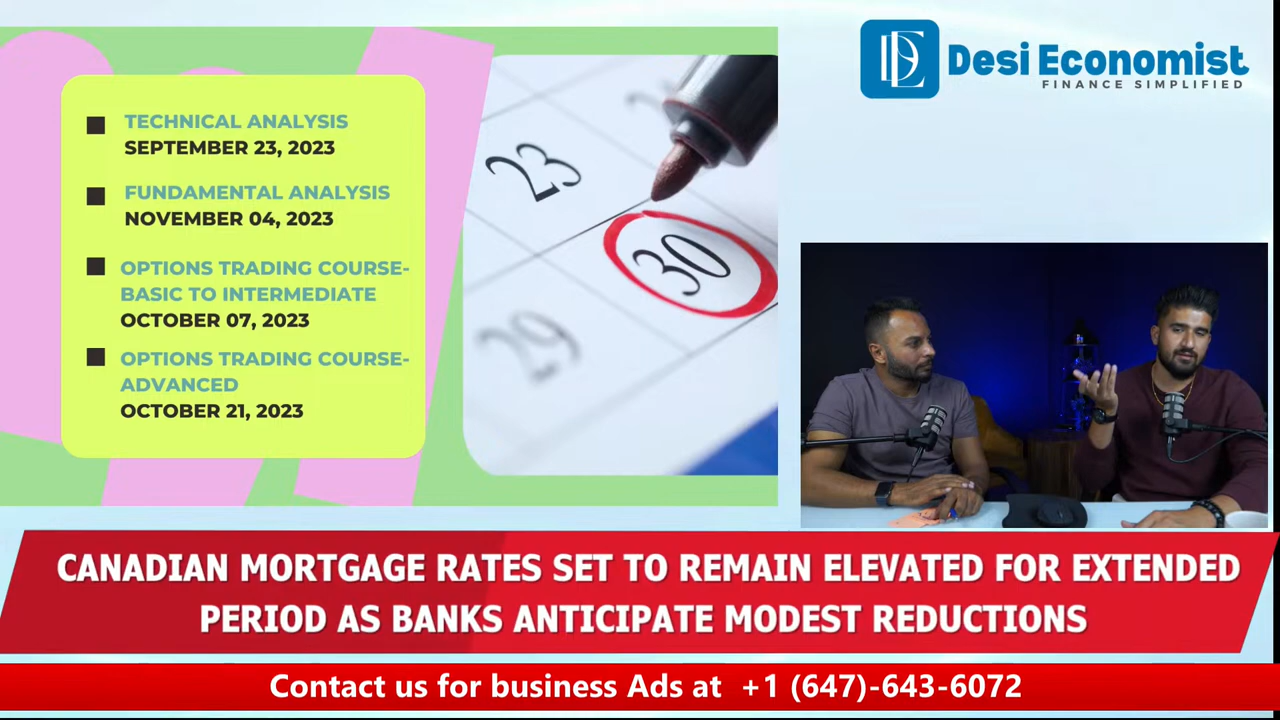 TECHNICAL ANALYSIS
SEPTEMBER 23, 2023
FUNDAMENTAL ANALYSIS
NOVEMBER 04, 2023
OPTIONS TRADING COURSE-
BASIC TO INTERMEDIATE
OCTOBER 07, 2023
OPTIONS TRADING COURSE-
ADVANCED
OCTOBER 21, 2023
23
30
29
DE Desi Economist
FINANCE SIMPLIFIED
CANADIAN MORTGAGE RATES SET TO REMAIN ELEVATED FOR EXTENDED
PERIOD AS BANKS ANTICIPATE MODEST REDUCTIONS
Contact us for business Ads at +1 (647)-643-6072